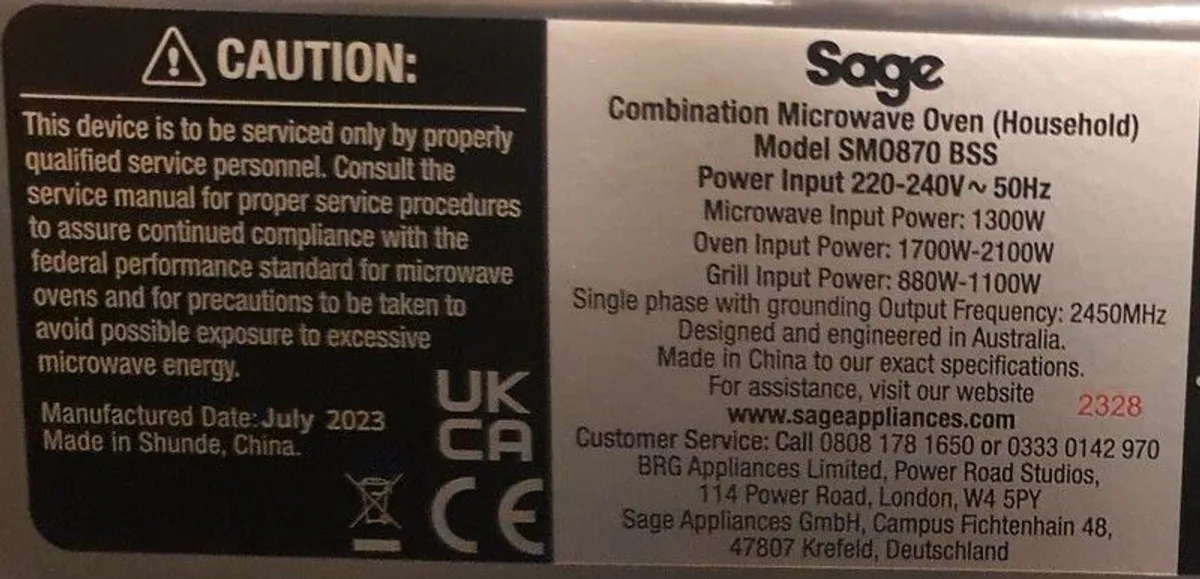 CAUTION:
This device is to be serviced only by properly
qualified service personnel. Consult the
service manual for proper service procedures
to assure continued compliance with the
federal performance standard for microwave
ovens and for precautions to be taken to
avoid possible exposure to excessive
microwave energy.
Manufactured Date: July 2023
Made in Shunde, China.
UK
CA
CE
Sage
Combination Microwave Oven (Household)
Model SMO870 BSS
Power Input 220-240V~ 50Hz
Microwave Input Power: 1300W
Oven Input Power: 1700W-2100W
Grill Input Power: 880W-1100W
Single phase with grounding Output Frequency: 2450MHz
Designed and engineered in Australia.
Made in China to our exact specifications.
For assistance, visit our website
2328
www.sageappliances.com
Customer Service: Call 0808 178 1650 or 0333 0142 970
BRG Appliances Limited, Power Road Studios,
114 Power Road, London, W4 5PY
Sage Appliances GmbH, Campus Fichtenhain 48,
47807 Krefeld, Deutschland